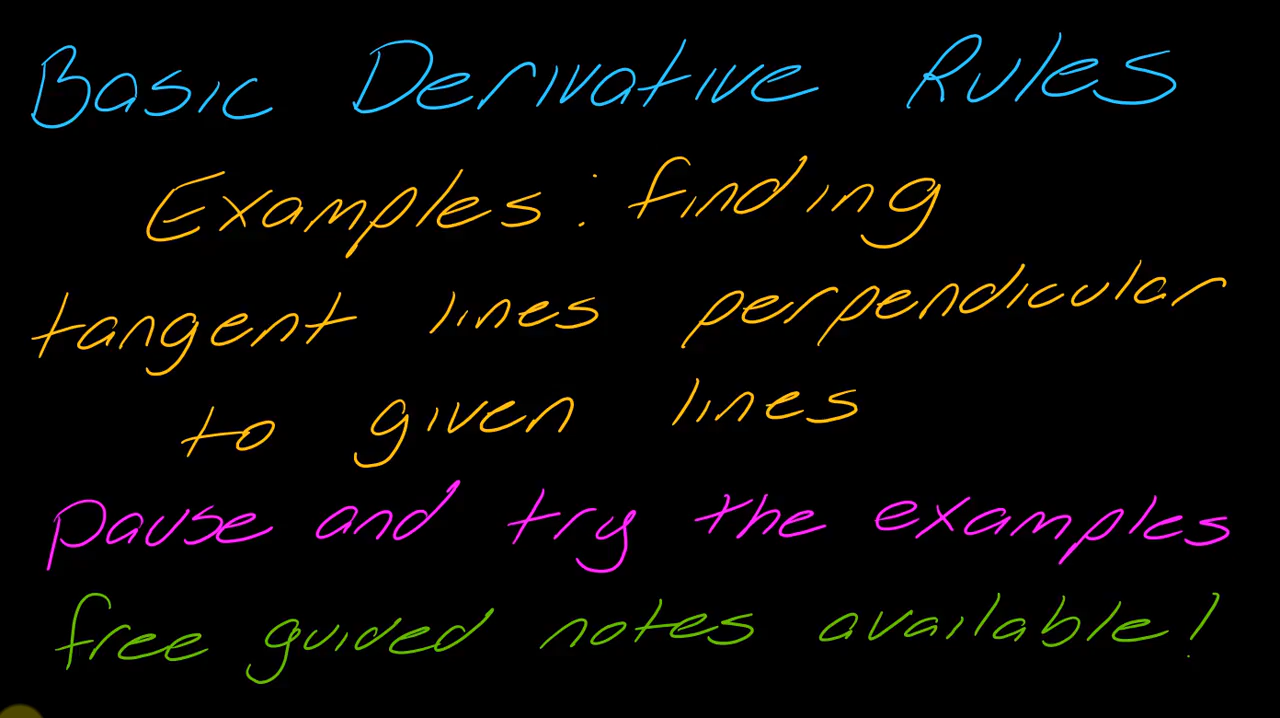 Basic Derivative Rules
Examples: finding
tangent lines perpendicular
to given lines
pause and try the examples
free guided notes available!